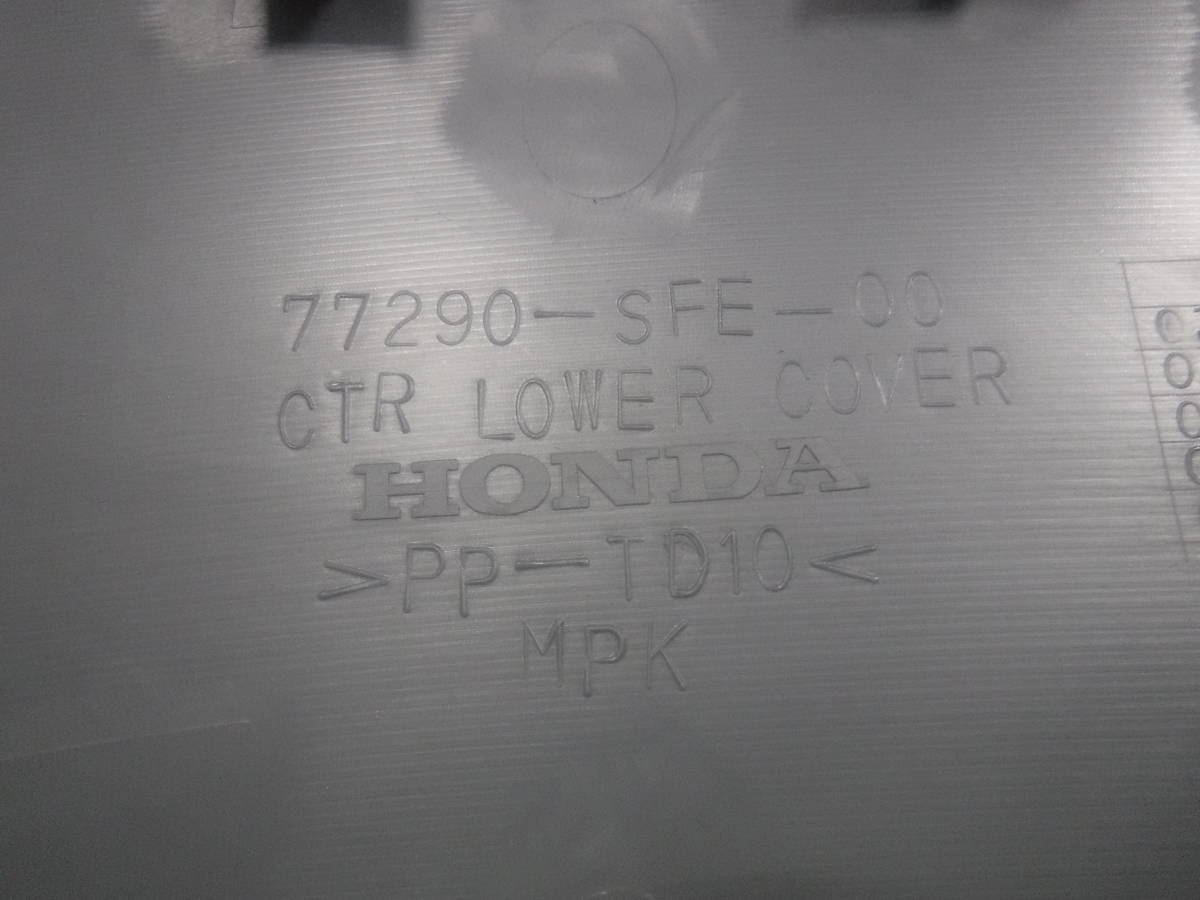 77290-SFE-00
CTR LOWER COVER
HONDA
>PP-TD10<
MPK